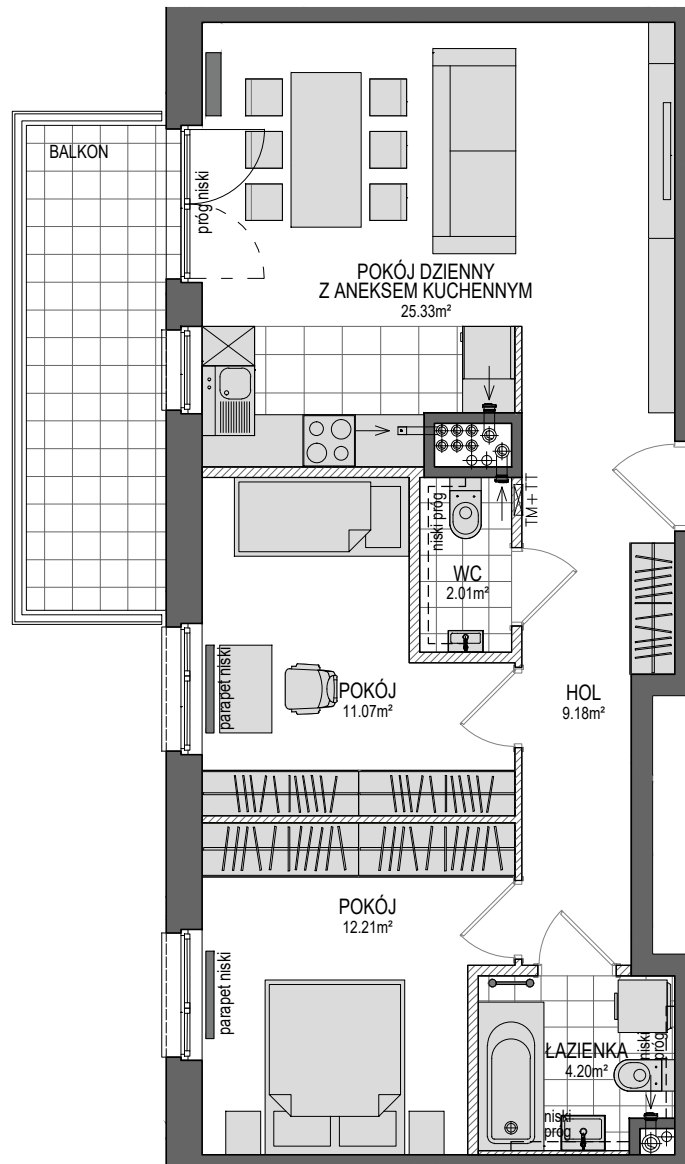 BALKON
próg niski
POKÓJ DZIENNY
Z ANEKSEM KUCHENNYM
25.33m²
niski próg
TM+TT
WC
2.01m²
parapet niski
POKÓJ
11.07m²
HOL
9.18m²
POKÓJ
12.21m²
parapet niski
ŁAZIENKA
4.20m²
niski
próg
niski
próg